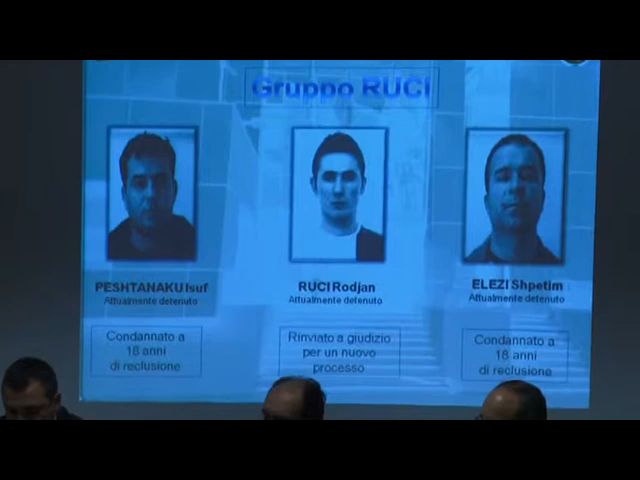 Gruppo RUCI
PESHTANAKU Isuf
Attualmente detenuto
Condannato a
18 anni
di reclusione
RUCI Rodjan
Attualmente detenuto
Rinviato a giudizio
per un nuovo
processo
ELEZI Shpetim
Attualmente detenuto
Condannato a
18 anni
di reclusione